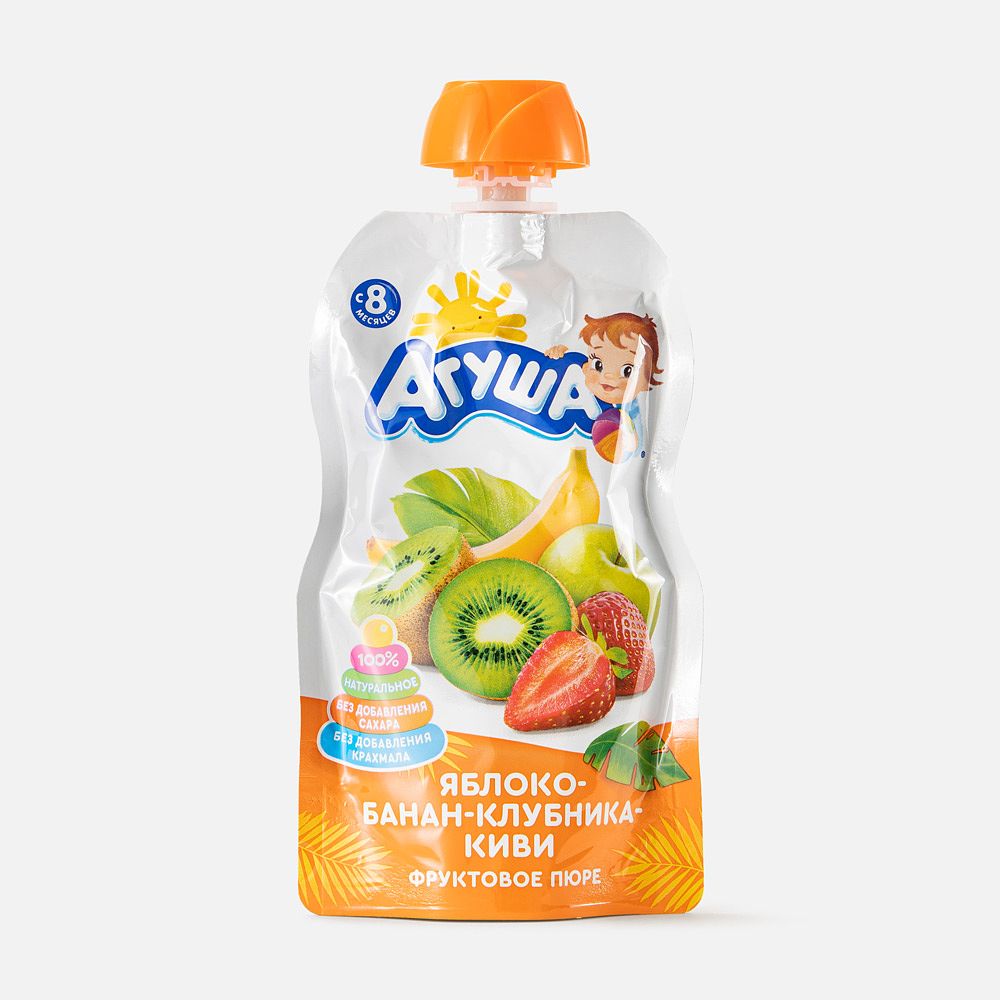 с 8
месяцев
Агуша
®
100%
НАТУРАЛЬНОЕ
БЕЗ ДОБАВЛЕНИЯ
САХАРА
БЕЗ ДОБАВЛЕНИЯ
КРАХМАЛА
ЯБЛОКО-
БАНАН-КЛУБНИКА-
КИВИ
ФРУКТОВОЕ ПЮРЕ